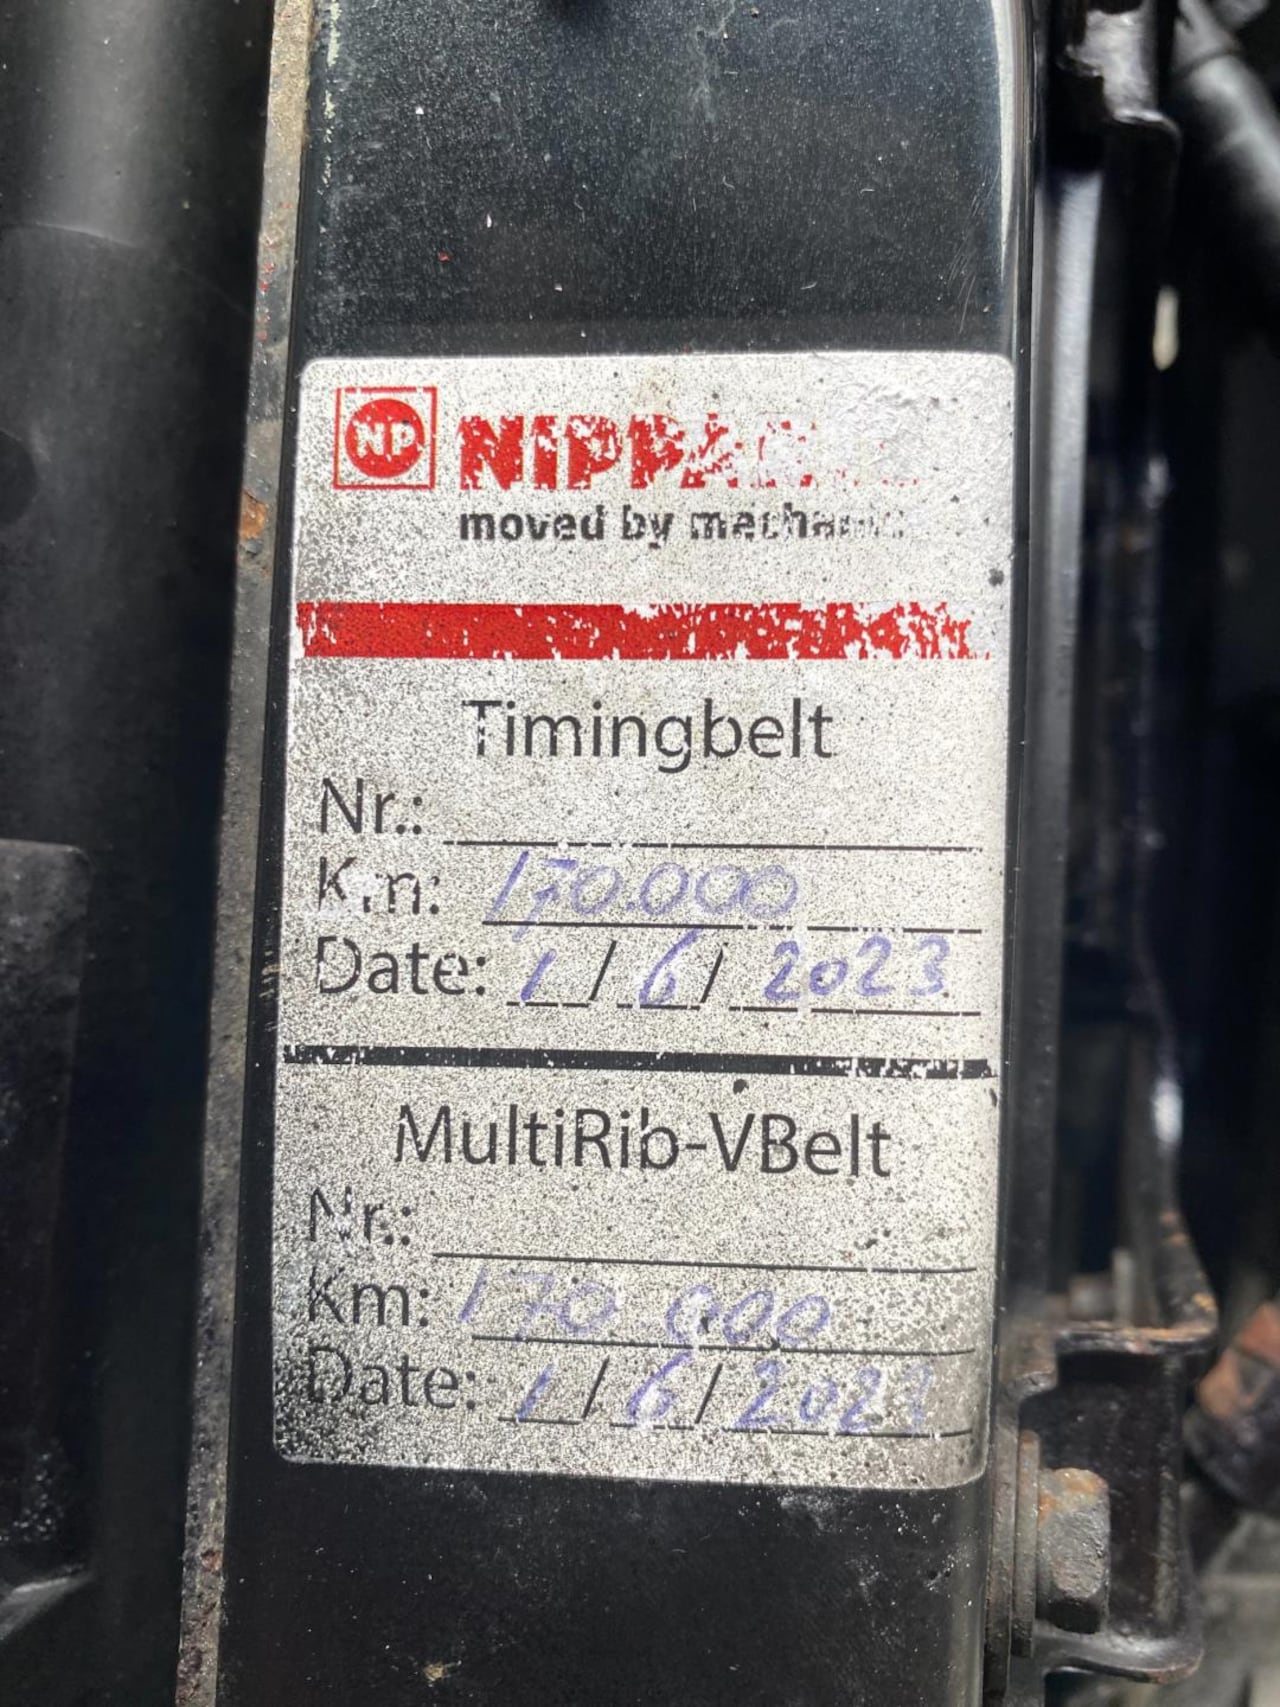 NP
moved by
Timingbelt
Nr.:
Km: 170.000
Date: 1/6/2023
MultiRib-VBelt
Nr.:
Km: 170 000
Date: 1/6/2023